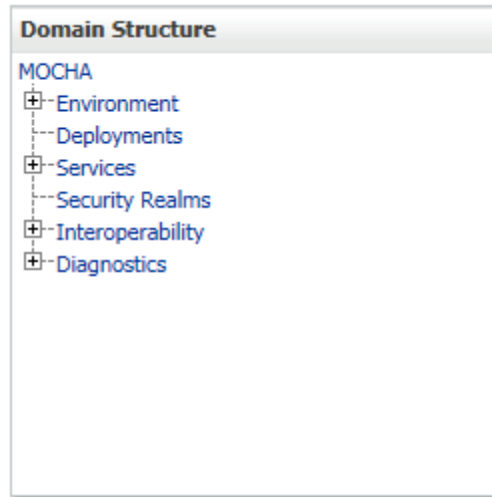 Domain Structure
MOCHA
Environment
Deployments
Services
Security Realms
Interoperability
Diagnostics